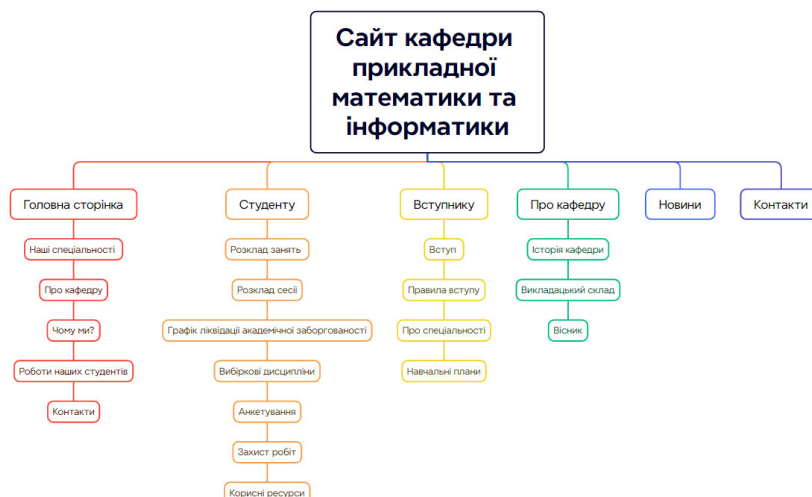 Сайт кафедри
прикладної
математики та
інформатики
Головна сторінка
Студенту
Вступнику
Про кафедру
Новини
Контакти
Наші спеціальності
Розклад занять
Вступ
Історія кафедри
Про кафедру
Розклад сесії
Правила вступу
Викладацький склад
Чому ми?
Графік ліквідації академічної заборгованості
Про спеціальності
Вісник
Роботи наших студентів
Вибіркові дисципліни
Навчальні плани
Контакти
Анкетування
Захист робіт
Корисні ресурси